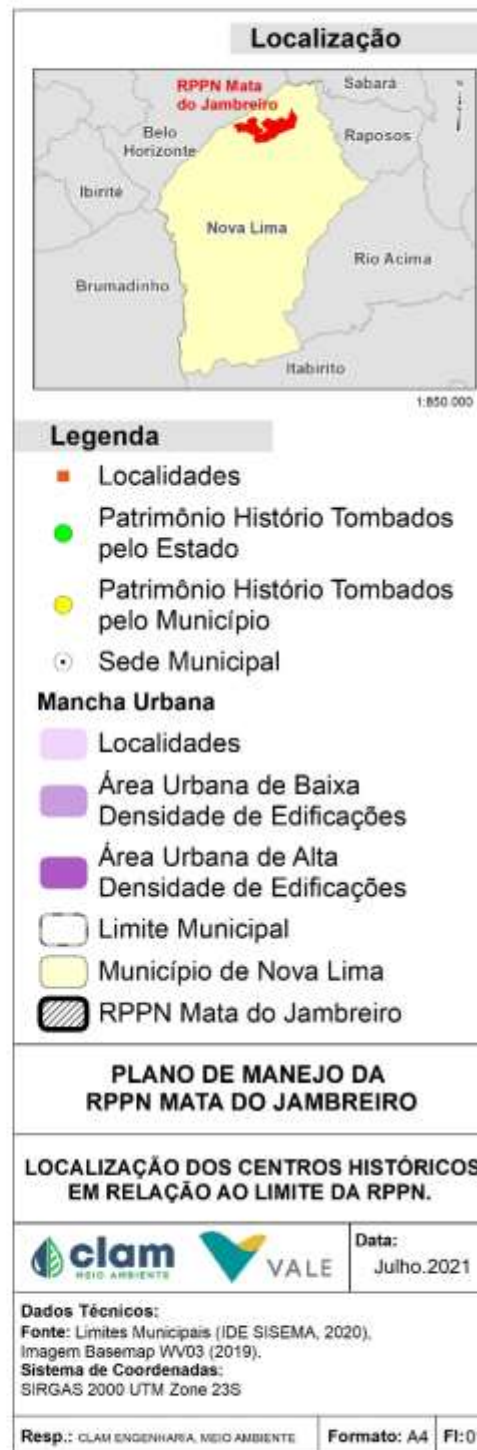 Localização
RPPN Mata
do Jambreiro
Sabará
Belo
Horizonte
Raposos
Ibirité
Nova Lima
Rio Acima
Brumadinho
Itabirito
1:850.000
Legenda
Localidades
Patrimônio Histório Tombados
pelo Estado
Patrimônio Histório Tombados
pelo Município
Sede Municipal
Mancha Urbana
Localidades
Área Urbana de Baixa
Densidade de Edificações
Área Urbana de Alta
Densidade de Edificações
Limite Municipal
Município de Nova Lima
RPPN Mata do Jambreiro
PLANO DE MANEJO DA
RPPN MATA DO JAMBREIRO
LOCALIZAÇÃO DOS CENTROS HISTÓRICOS
EM RELAÇÃO AO LIMITE DA RPPN.
clam
MEIO AMBIENTE
VALE
Data:
Julho.2021
Dados Técnicos:
Fonte: Limites Municipais (IDE SISEMA, 2020),
Imagem Basemap WV03 (2019).
Sistema de Coordenadas:
SIRGAS 2000 UTM Zone 23S
Resp.: CLAM ENGENHARIA, MEIO AMBIENTE
Formato: A4
Fl:0